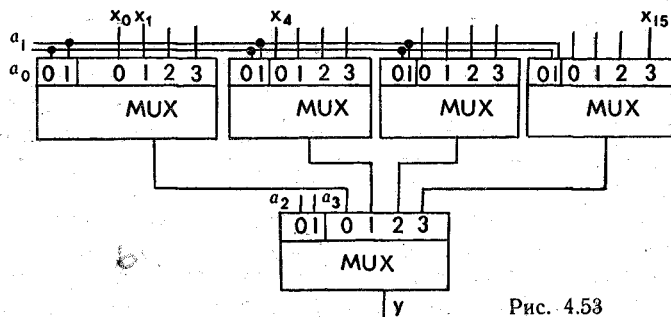 x₀ x₁ x₄ x₁₅
a₁
a₀ 0 1 0 1 2 3 0 1 0 1 2 3 0 1 0 1 2 3 0 1 0 1 2 3
MUX MUX MUX MUX
a₂ a₃
0 1 0 1 2 3
MUX
b
y
Рис. 4.53